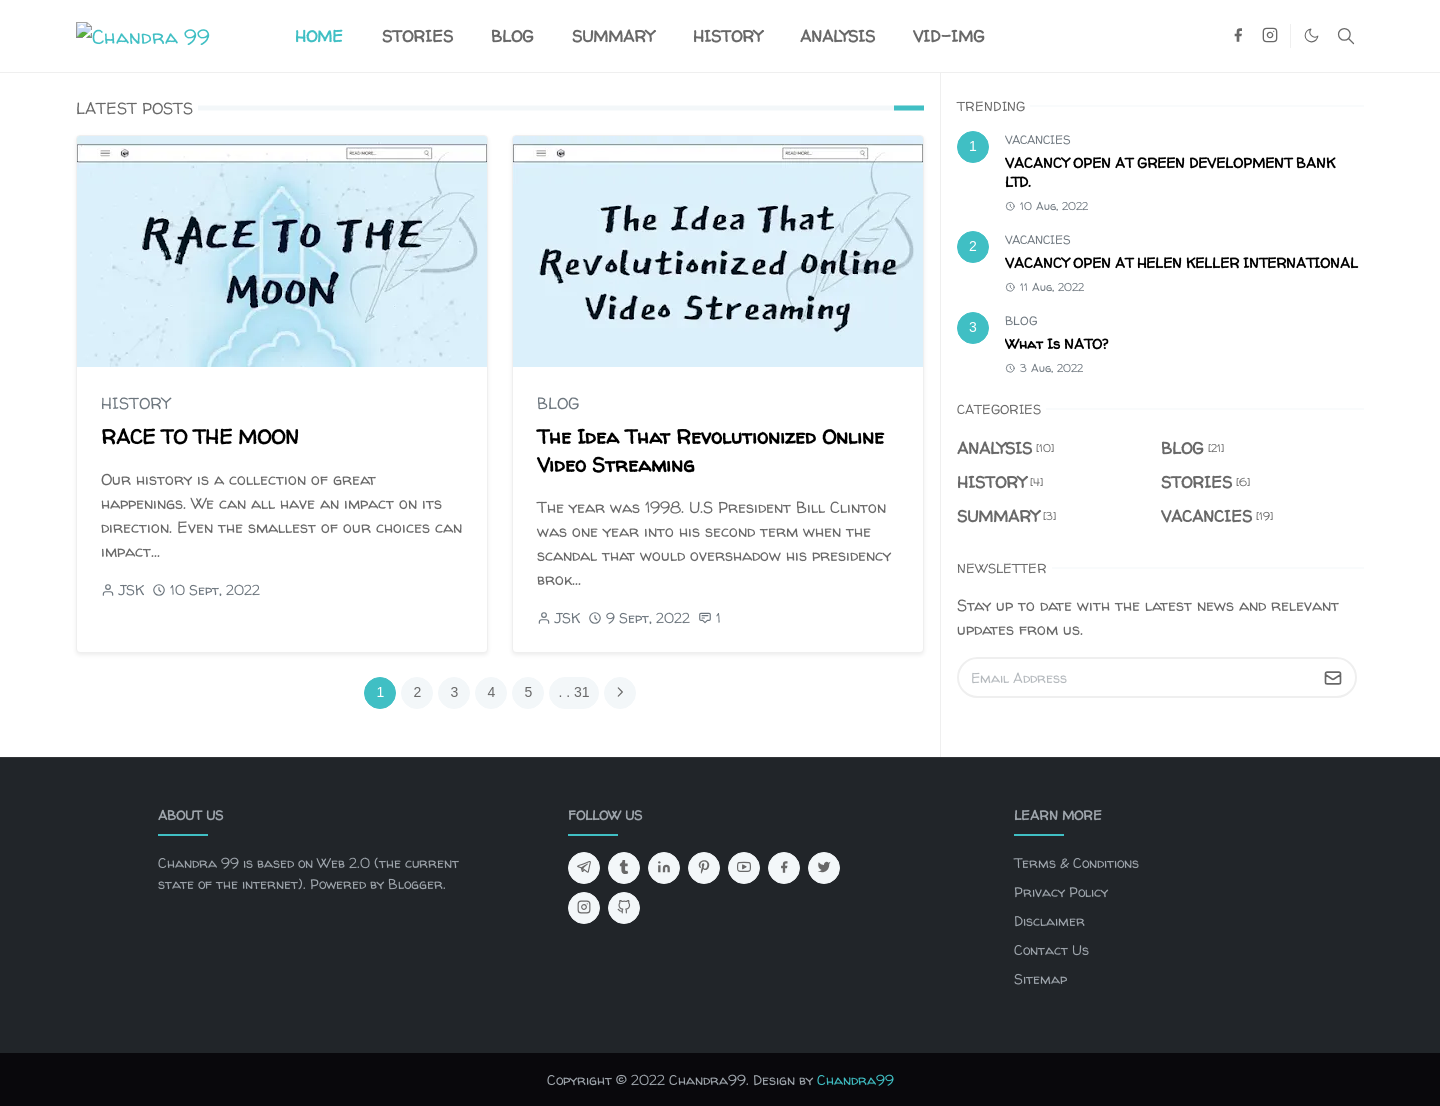 Chandra 99
HOME STORIES BLOG SUMMARY HISTORY ANALYSIS VID-IMG
LATEST POSTS
READ MORE...
RACE TO THE
MOON
HISTORY
RACE TO THE MOON
Our history is a collection of great
happenings. We can all have an impact on its
direction. Even the smallest of our choices can
impact...
JSK 10 Sept, 2022
READ MORE...
The Idea That
Revolutionized Online
Video Streaming
BLOG
The Idea That Revolutionized Online
Video Streaming
The year was 1998. U.S President Bill Clinton
was one year into his second term when the
scandal that would overshadow his presidency
brok...
JSK 9 Sept, 2022 1
1 2 3 4 5 . . 31
TRENDING
1
VACANCIES
VACANCY OPEN AT GREEN DEVELOPMENT BANK
LTD.
10 Aug, 2022
2
VACANCIES
VACANCY OPEN AT HELEN KELLER INTERNATIONAL
11 Aug, 2022
3
BLOG
What Is NATO?
3 Aug, 2022
CATEGORIES
ANALYSIS [10] BLOG [21]
HISTORY [4] STORIES [6]
SUMMARY [3] VACANCIES [19]
NEWSLETTER
Stay up to date with the latest news and relevant
updates from us.
Email Address
ABOUT US
Chandra 99 is based on Web 2.0 (the current
state of the internet). Powered by Blogger.
FOLLOW US
LEARN MORE
Terms & Conditions
Privacy Policy
Disclaimer
Contact Us
Sitemap
Copyright © 2022 Chandra99. Design by Chandra99